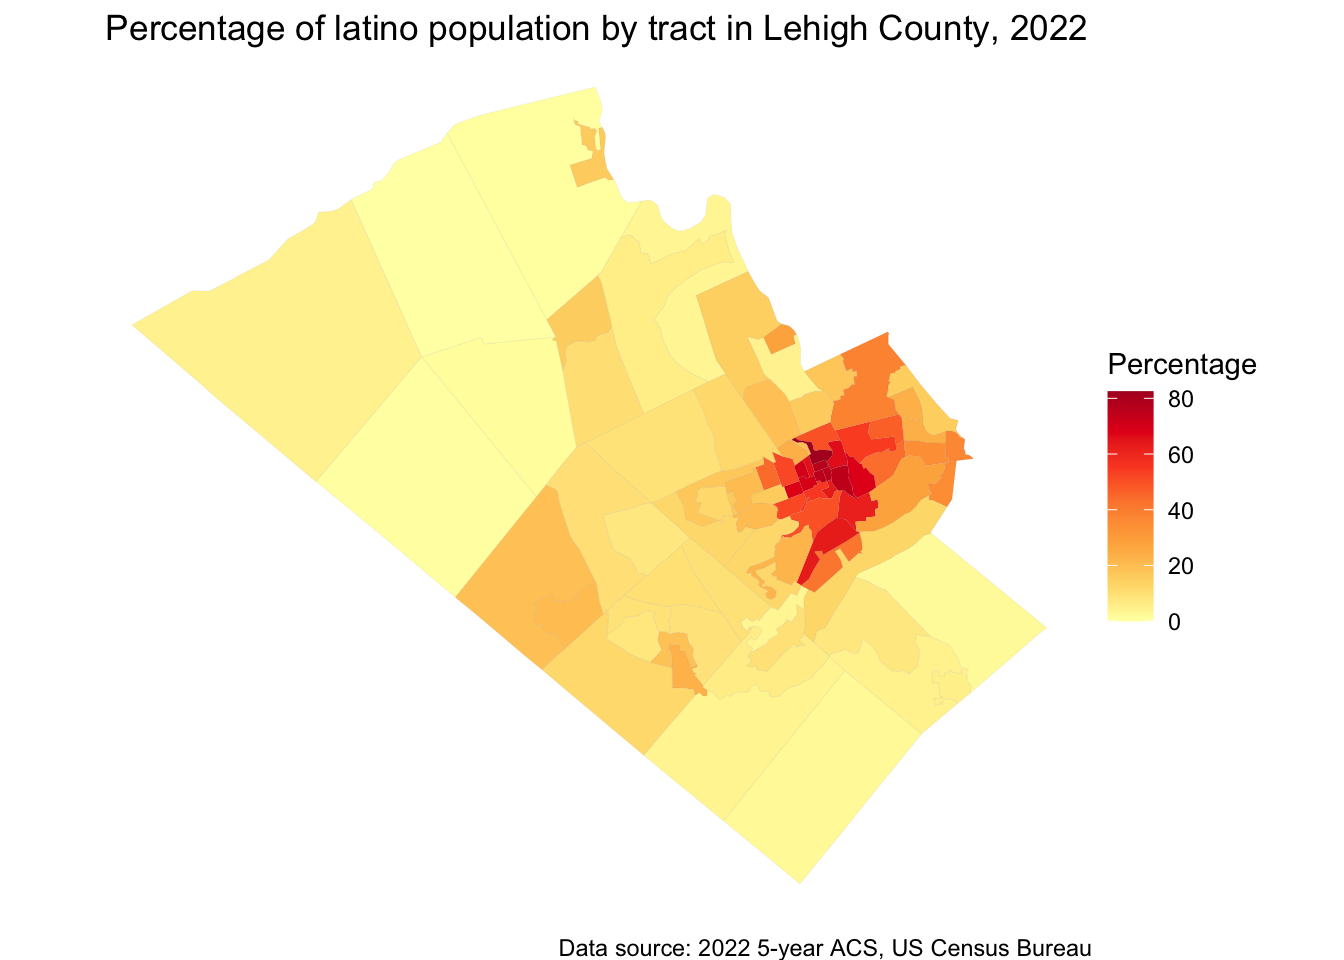 Percentage of latino population by tract in Lehigh County, 2022
Percentage
80
60
40
20
0
Data source: 2022 5-year ACS, US Census Bureau